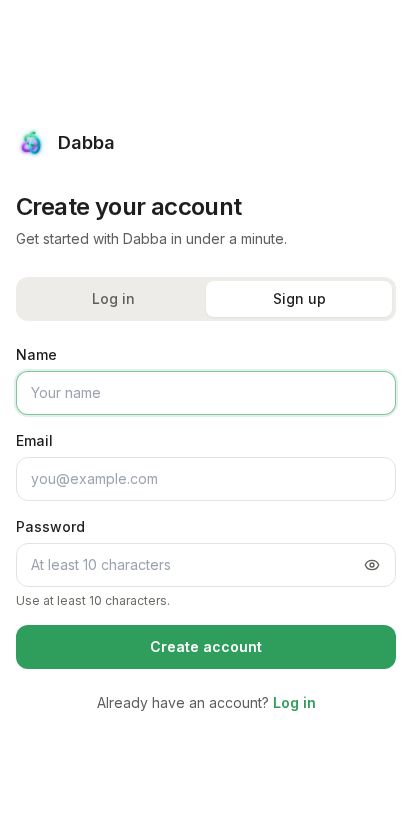 Dabba
Create your account
Get started with Dabba in under a minute.
Log in
Sign up
Name
Your name
Email
you@example.com
Password
At least 10 characters
Use at least 10 characters.
Create account
Already have an account? Log in